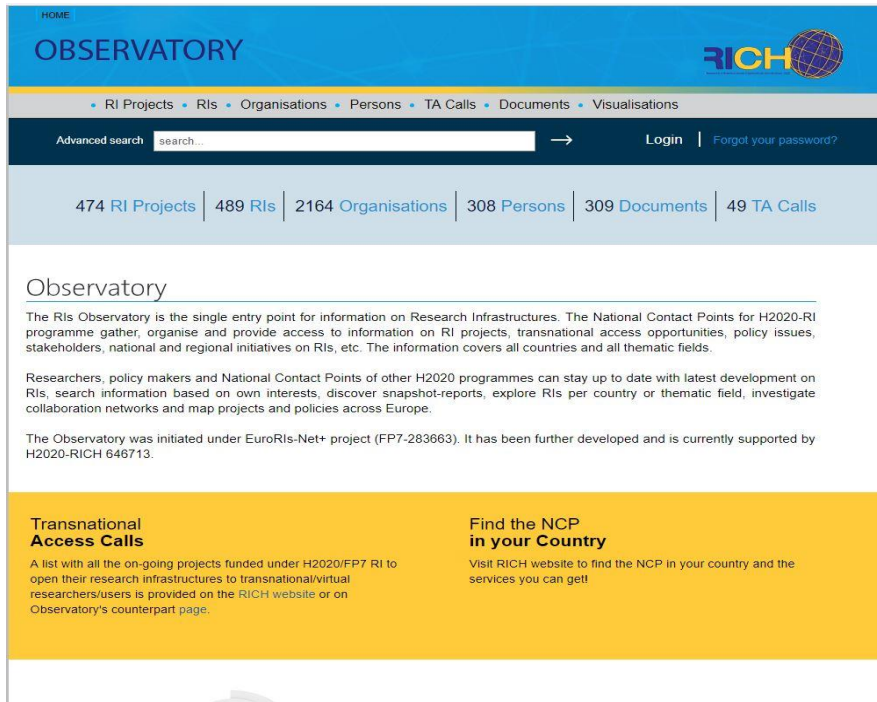 HOME
OBSERVATORY
RICH
• RI Projects • RIs • Organisations • Persons • TA Calls • Documents • Visualisations
Advanced search search... → Login | Forgot your password?
474 RI Projects | 489 RIs | 2164 Organisations | 308 Persons | 309 Documents | 49 TA Calls
Observatory
The RIs Observatory is the single entry point for information on Research Infrastructures. The National Contact Points for H2020-RI
programme gather, organise and provide access to information on RI projects, transnational access opportunities, policy issues,
stakeholders, national and regional initiatives on RIs, etc. The information covers all countries and all thematic fields.
Researchers, policy makers and National Contact Points of other H2020 programmes can stay up to date with latest development on
RIs, search information based on own interests, discover snapshot-reports, explore RIs per country or thematic field, investigate
collaboration networks and map projects and policies across Europe.
The Observatory was initiated under EuroRIs-Net+ project (FP7-283663). It has been further developed and is currently supported by
H2020-RICH 646713.
Transnational
Access Calls
A list with all the on-going projects funded under H2020/FP7 RI to
open their research infrastructures to transnational/virtual
researchers/users is provided on the RICH website or on
Observatory's counterpart page.
Find the NCP
in your Country
Visit RICH website to find the NCP in your country and the
services you can get!